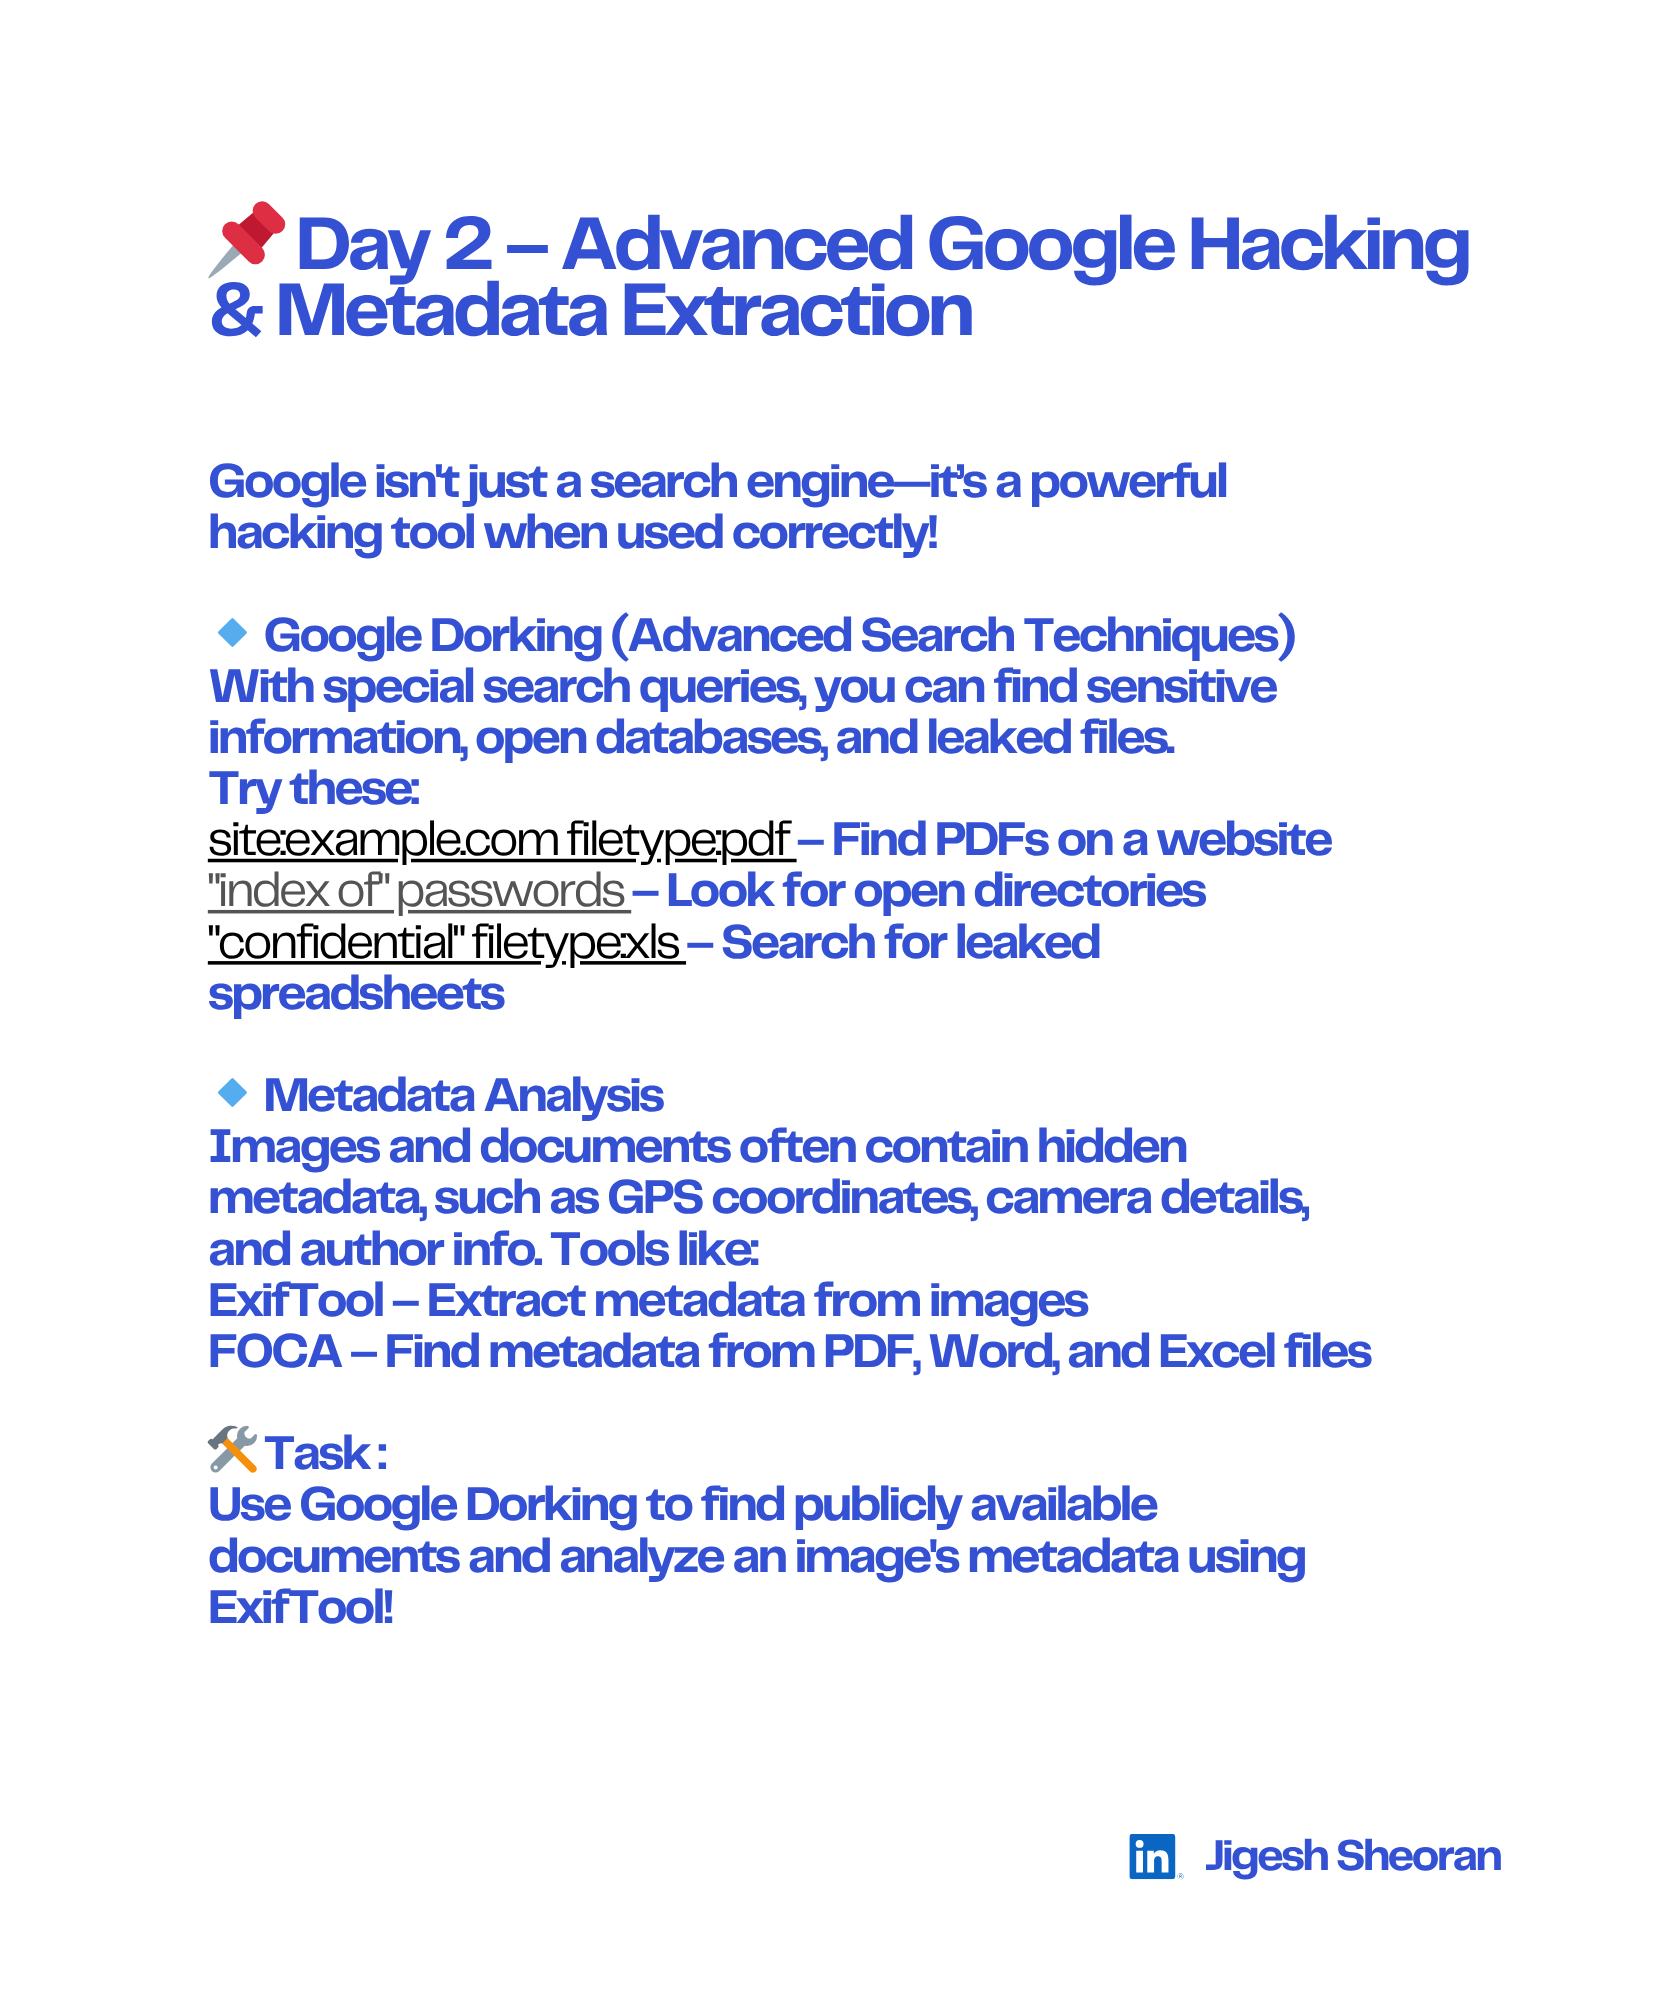 📌 Day 2 – Advanced Google Hacking
& Metadata Extraction
Google isn't just a search engine—it’s a powerful
hacking tool when used correctly!
🔹 Google Dorking (Advanced Search Techniques)
With special search queries, you can find sensitive
information, open databases, and leaked files.
Try these:
site:example.com filetype:pdf – Find PDFs on a website
"index of" passwords – Look for open directories
"confidential" filetype:xls – Search for leaked
spreadsheets
🔹 Metadata Analysis
Images and documents often contain hidden
metadata, such as GPS coordinates, camera details,
and author info. Tools like:
ExifTool – Extract metadata from images
FOCA – Find metadata from PDF, Word, and Excel files
🛠 Task :
Use Google Dorking to find publicly available
documents and analyze an image's metadata using
ExifTool!
in® Jigesh Sheoran